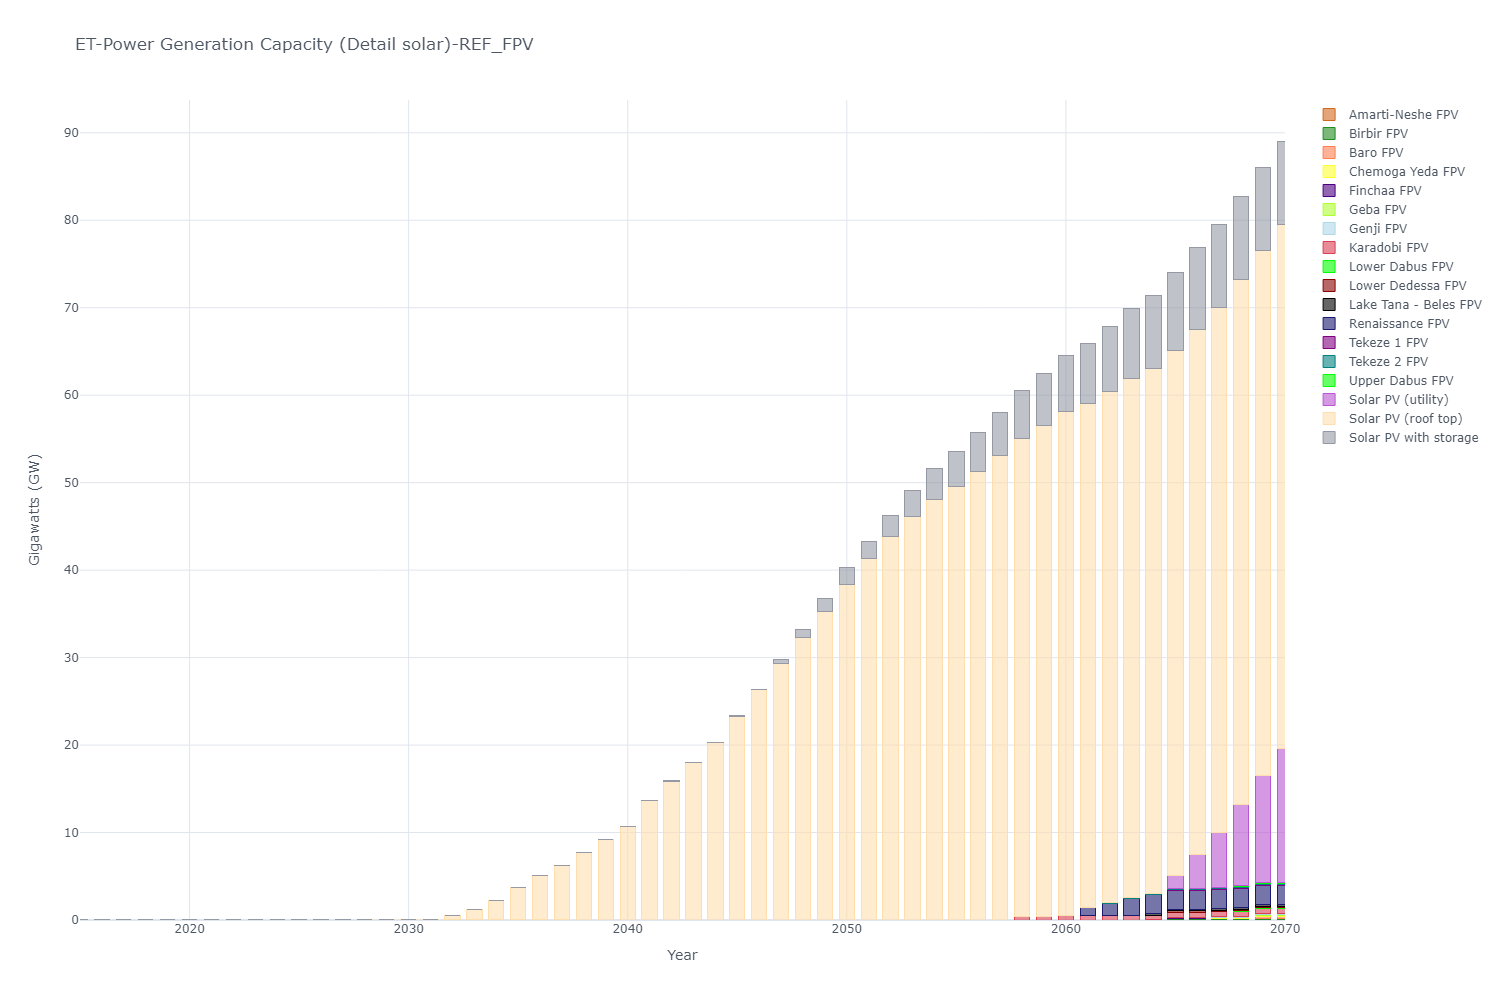 ET-Power Generation Capacity (Detail solar)-REF_FPV
Gigawatts (GW)
90
80
70
60
50
40
30
20
10
0
2020
2030
2040
2050
2060
2070
Year
Amarti-Neshe FPV
Birbir FPV
Baro FPV
Chemoga Yeda FPV
Finchaa FPV
Geba FPV
Genji FPV
Karadobi FPV
Lower Dabus FPV
Lower Dedessa FPV
Lake Tana - Beles FPV
Renaissance FPV
Tekeze 1 FPV
Tekeze 2 FPV
Upper Dabus FPV
Solar PV (utility)
Solar PV (roof top)
Solar PV with storage